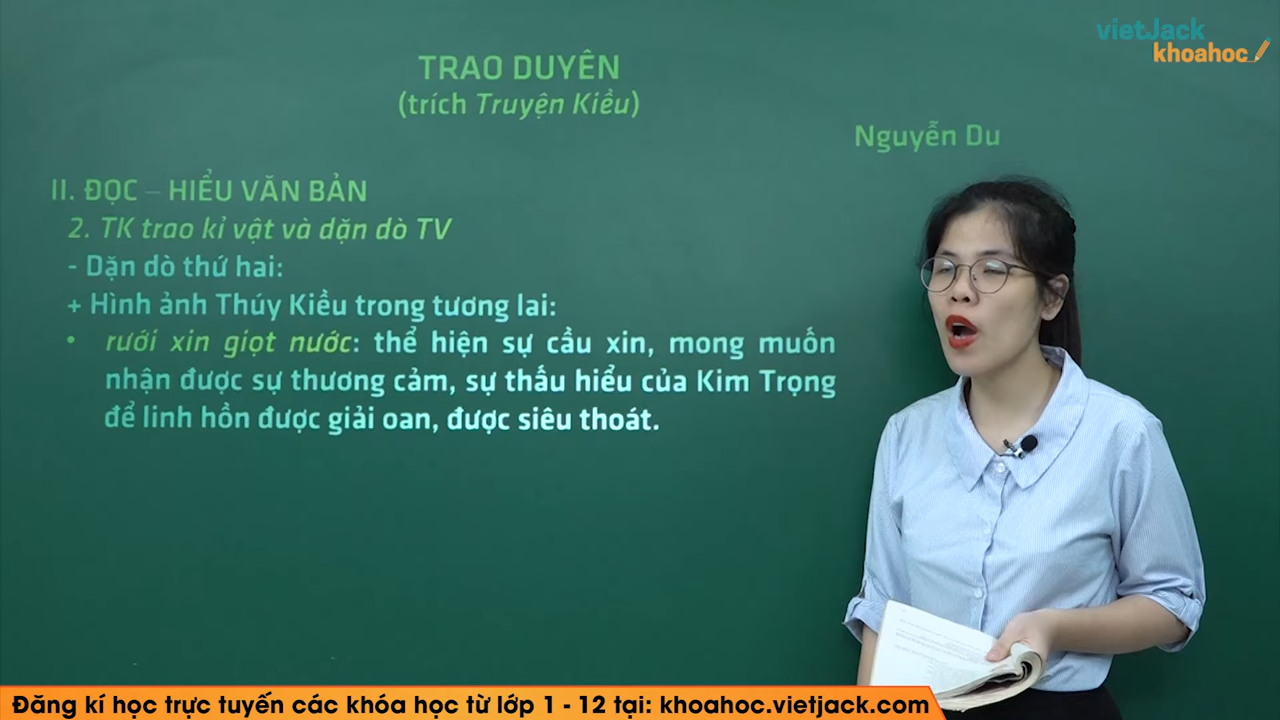 vietJack
khoahoc
TRAO DUYÊN
(trích Truyện Kiều)
Nguyễn Du
II. ĐỌC – HIỂU VĂN BẢN
2. TK trao kỉ vật và dặn dò TV
- Dặn dò thứ hai:
+ Hình ảnh Thúy Kiều trong tương lai:
• rưới xin giọt nước: thể hiện sự cầu xin, mong muốn
nhận được sự thương cảm, sự thấu hiểu của Kim Trọng
để linh hồn được giải oan, được siêu thoát.
Đăng kí học trực tuyến các khóa học từ lớp 1 - 12 tại: khoahoc.vietjack.com